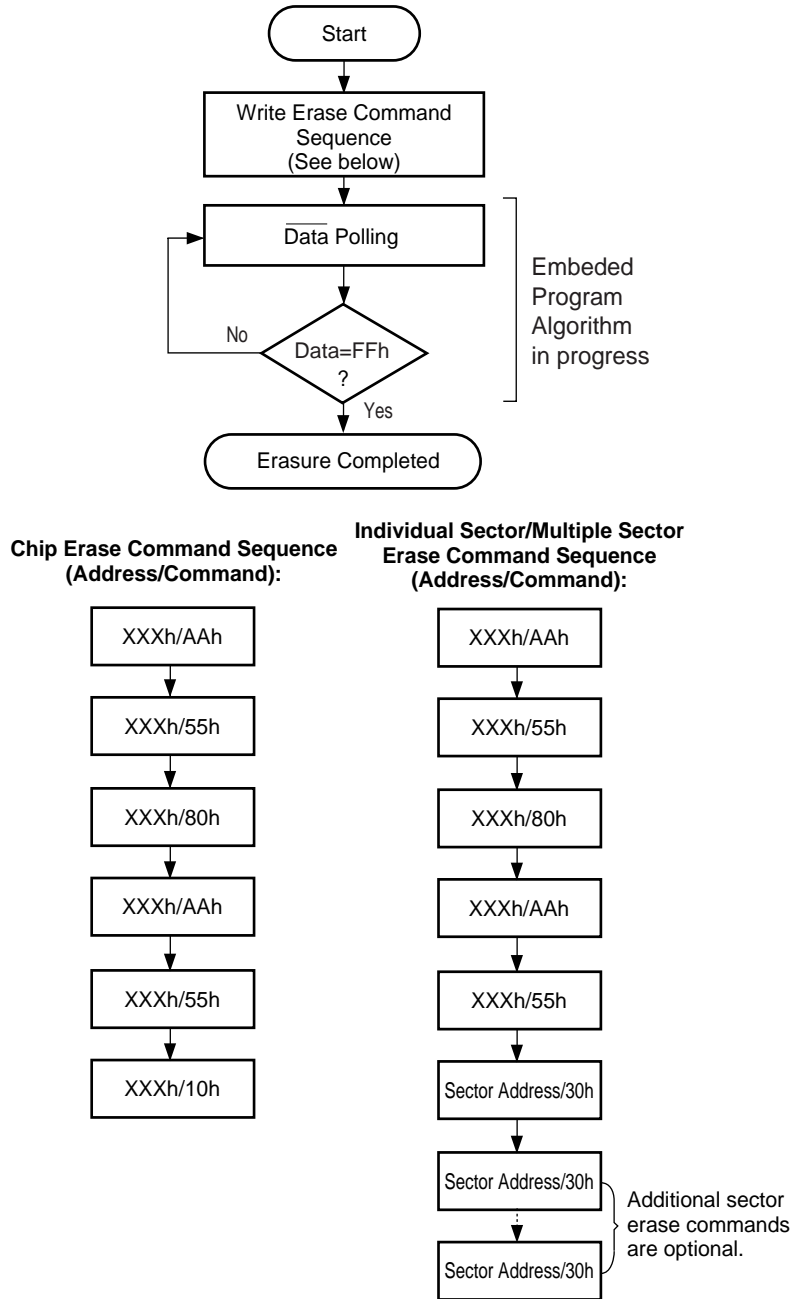 Start
Write Erase Command
Sequence
(See below)
Data Polling
Embeded
Program
Algorithm
in progress
No
Data=FFh
?
Yes
Erasure Completed
Chip Erase Command Sequence
(Address/Command):
XXXh/AAh
XXXh/55h
XXXh/80h
XXXh/AAh
XXXh/55h
XXXh/10h
Individual Sector/Multiple Sector
Erase Command Sequence
(Address/Command):
XXXh/AAh
XXXh/55h
XXXh/80h
XXXh/AAh
XXXh/55h
Sector Address/30h
Sector Address/30h
Sector Address/30h
Additional sector
erase commands
are optional.